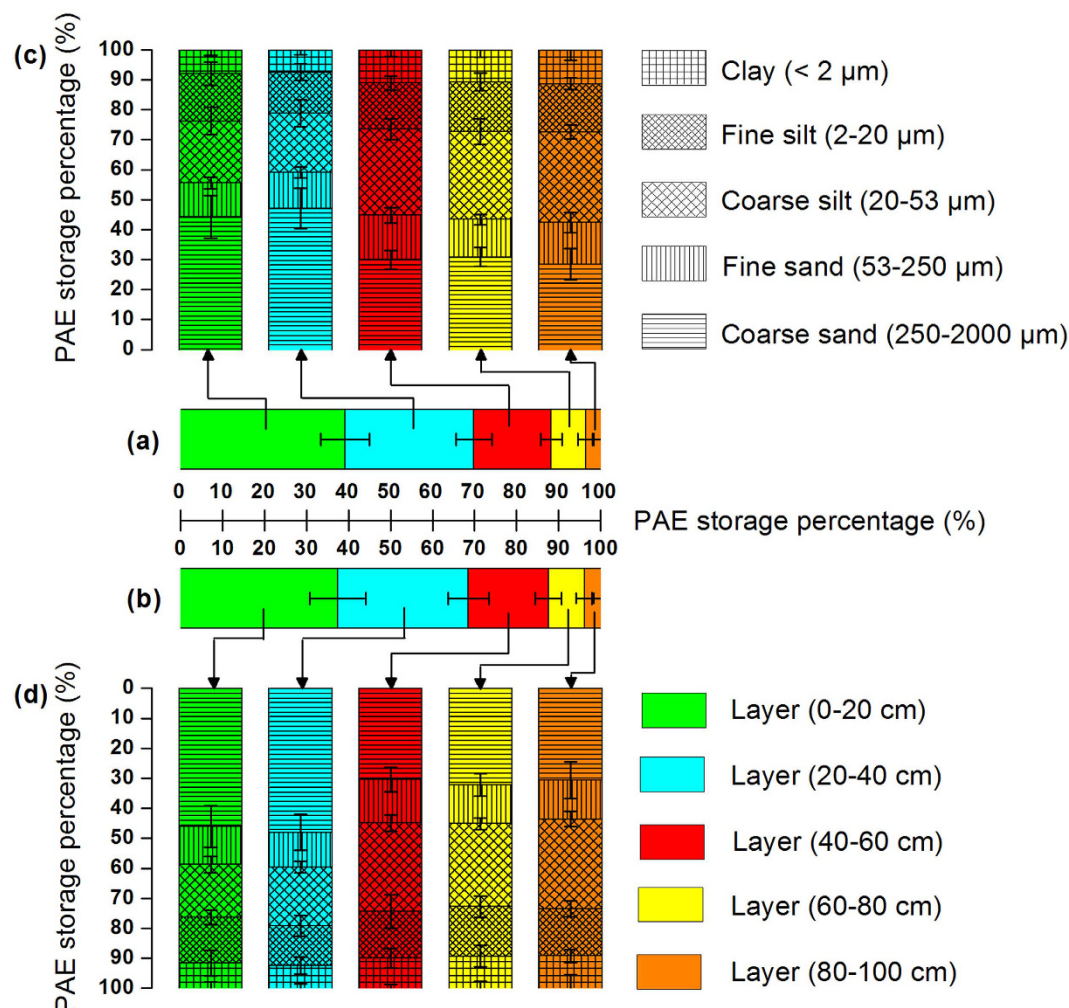 (c)
PAE storage percentage (%)
100
90
80
70
60
50
40
30
20
10
0
Clay (< 2 µm)
Fine silt (2-20 µm)
Coarse silt (20-53 µm)
Fine sand (53-250 µm)
Coarse sand (250-2000 µm)
(a)
0 10 20 30 40 50 60 70 80 90 100
PAE storage percentage (%)
0 10 20 30 40 50 60 70 80 90 100
(b)
(d)
PAE storage percentage (%)
0
10
20
30
40
50
60
70
80
90
100
Layer (0-20 cm)
Layer (20-40 cm)
Layer (40-60 cm)
Layer (60-80 cm)
Layer (80-100 cm)